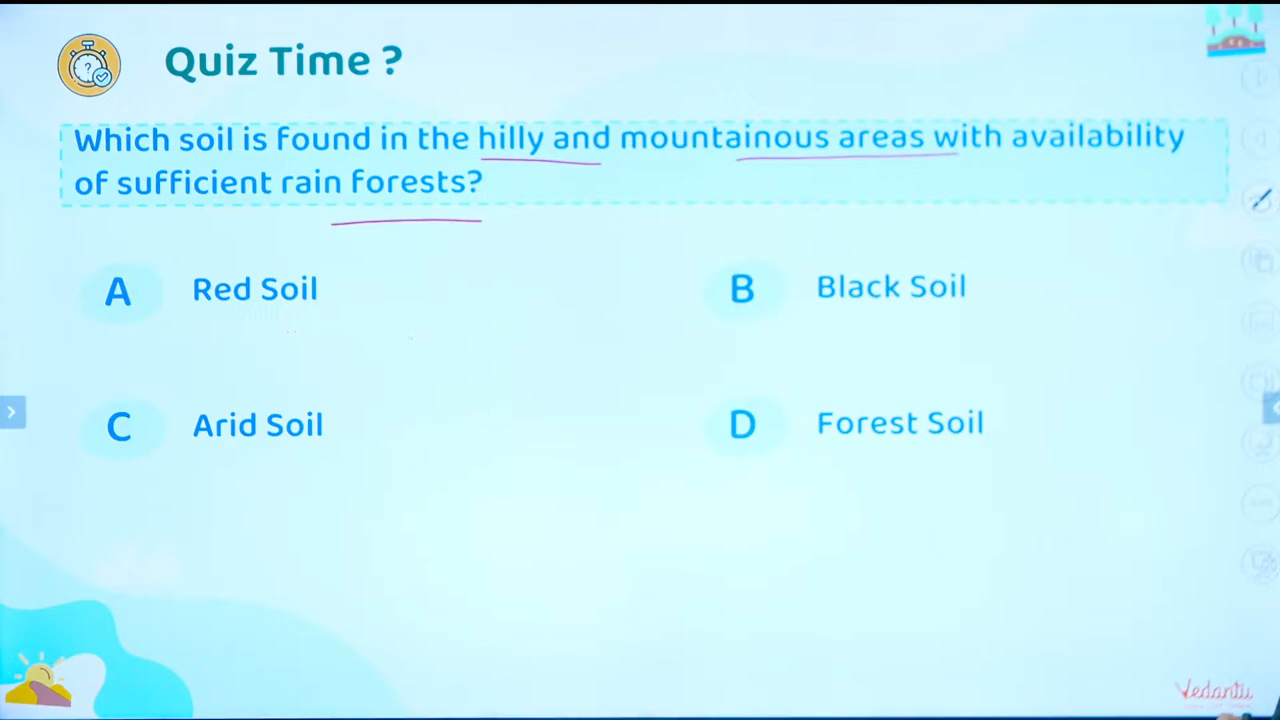 Quiz Time ?
Which soil is found in the hilly and mountainous areas with availability
of sufficient rain forests?
A Red Soil
B Black Soil
C Arid Soil
D Forest Soil
Vedantu